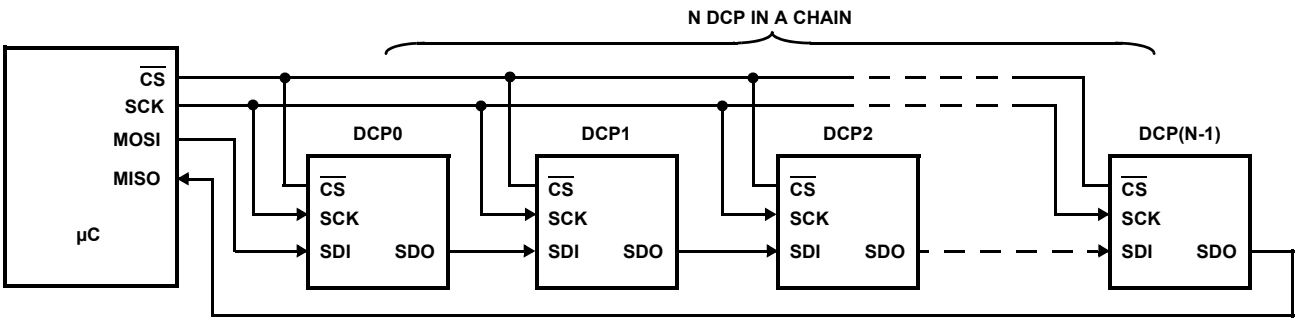 N DCP IN A CHAIN
CS
SCK
MOSI
MISO
µC
DCP0
CS
SCK
SDI SDO
DCP1
CS
SCK
SDI SDO
DCP2
CS
SCK
SDI SDO
DCP(N-1)
CS
SCK
SDI SDO